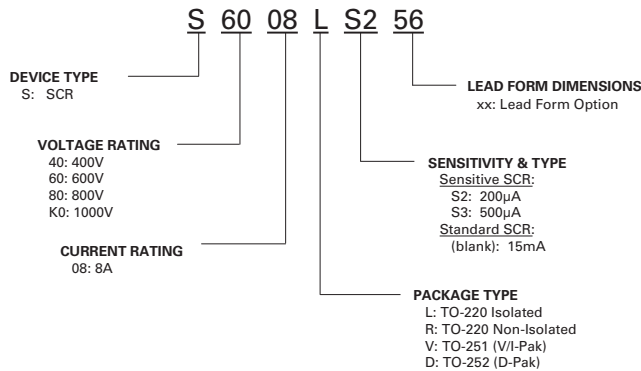 S 60 08 L S2 56
DEVICE TYPE
S: SCR
VOLTAGE RATING
40: 400V
60: 600V
80: 800V
K0: 1000V
CURRENT RATING
08: 8A
LEAD FORM DIMENSIONS
xx: Lead Form Option
SENSITIVITY & TYPE
Sensitive SCR:
S2: 200µA
S3: 500µA
Standard SCR:
(blank): 15mA
PACKAGE TYPE
L: TO-220 Isolated
R: TO-220 Non-Isolated
V: TO-251 (V/I-Pak)
D: TO-252 (D-Pak)